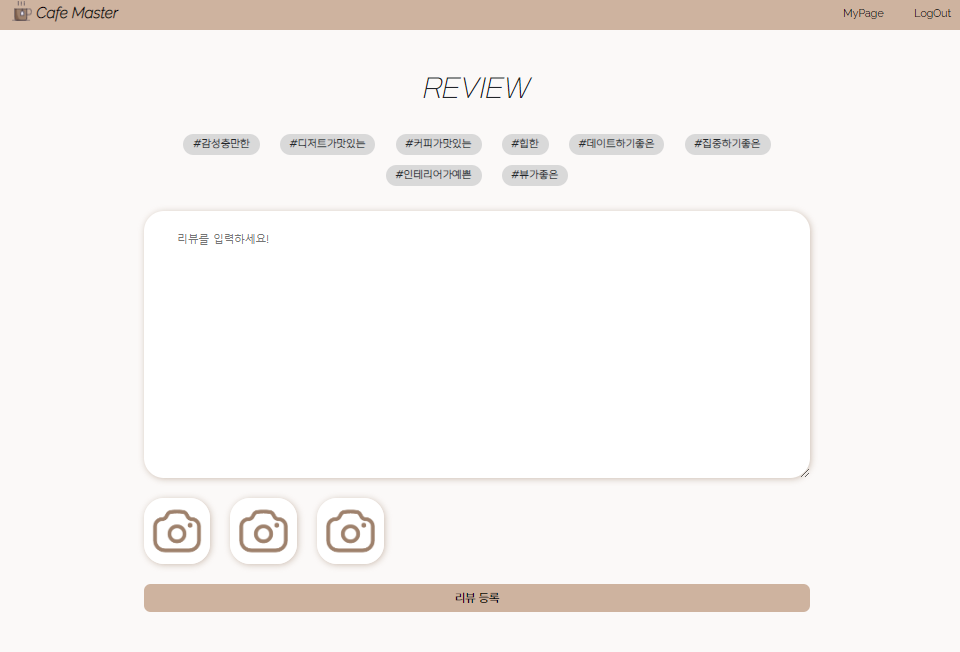 Cafe Master MyPage LogOut
REVIEW
#감성충만한 #디저트가맛있는 #커피가맛있는 #힙한 #데이트하기좋은 #집중하기좋은
#인테리어가예쁜 #뷰가좋은
리뷰를 입력하세요!
리뷰 등록